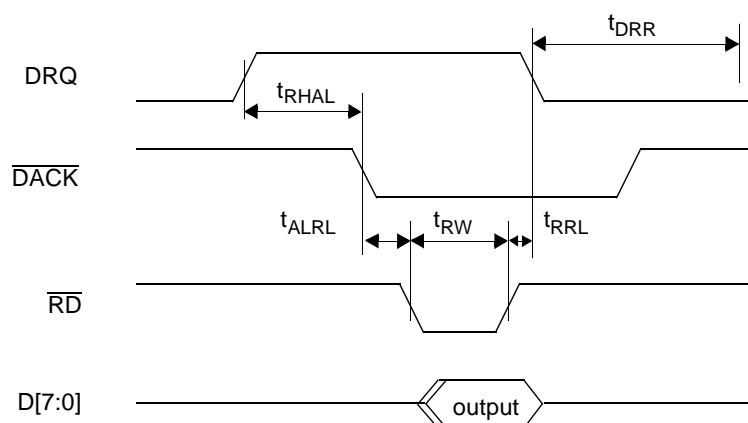 t_DRR
DRQ
t_RHAL
DACK
t_ALRL t_RW t_RRL
RD
D[7:0] output